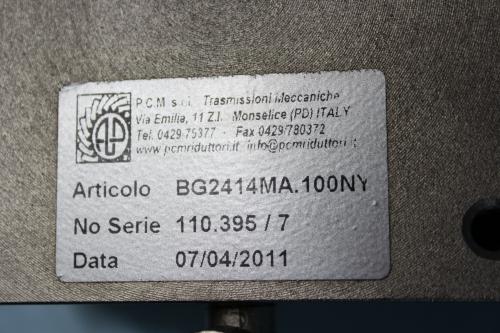 P.C.M s.r.l. Trasmissioni Meccaniche
Via Emilia, 11 Z.I. Monselice (PD) ITALY
Tel. 0429 75377 - Fax 0429/780372
www.pcmriduttori.it info@pcmriduttori.it
Articolo BG2414MA.100NY
No Serie 110.395 / 7
Data 07/04/2011